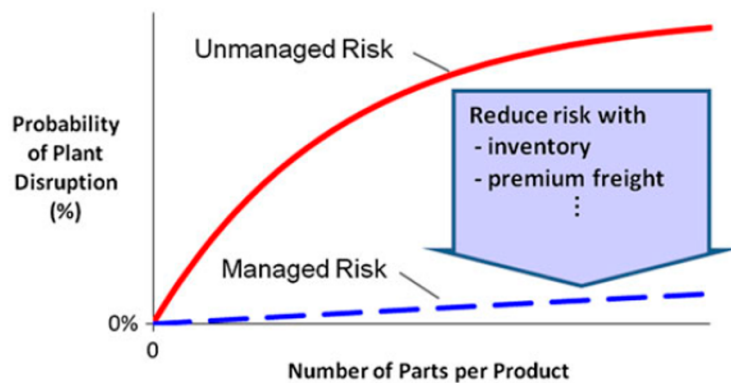 Unmanaged Risk
Probability
of Plant
Disruption
(%)
Reduce risk with
- inventory
- premium freight
⋮
Managed Risk
0%
0
Number of Parts per Product